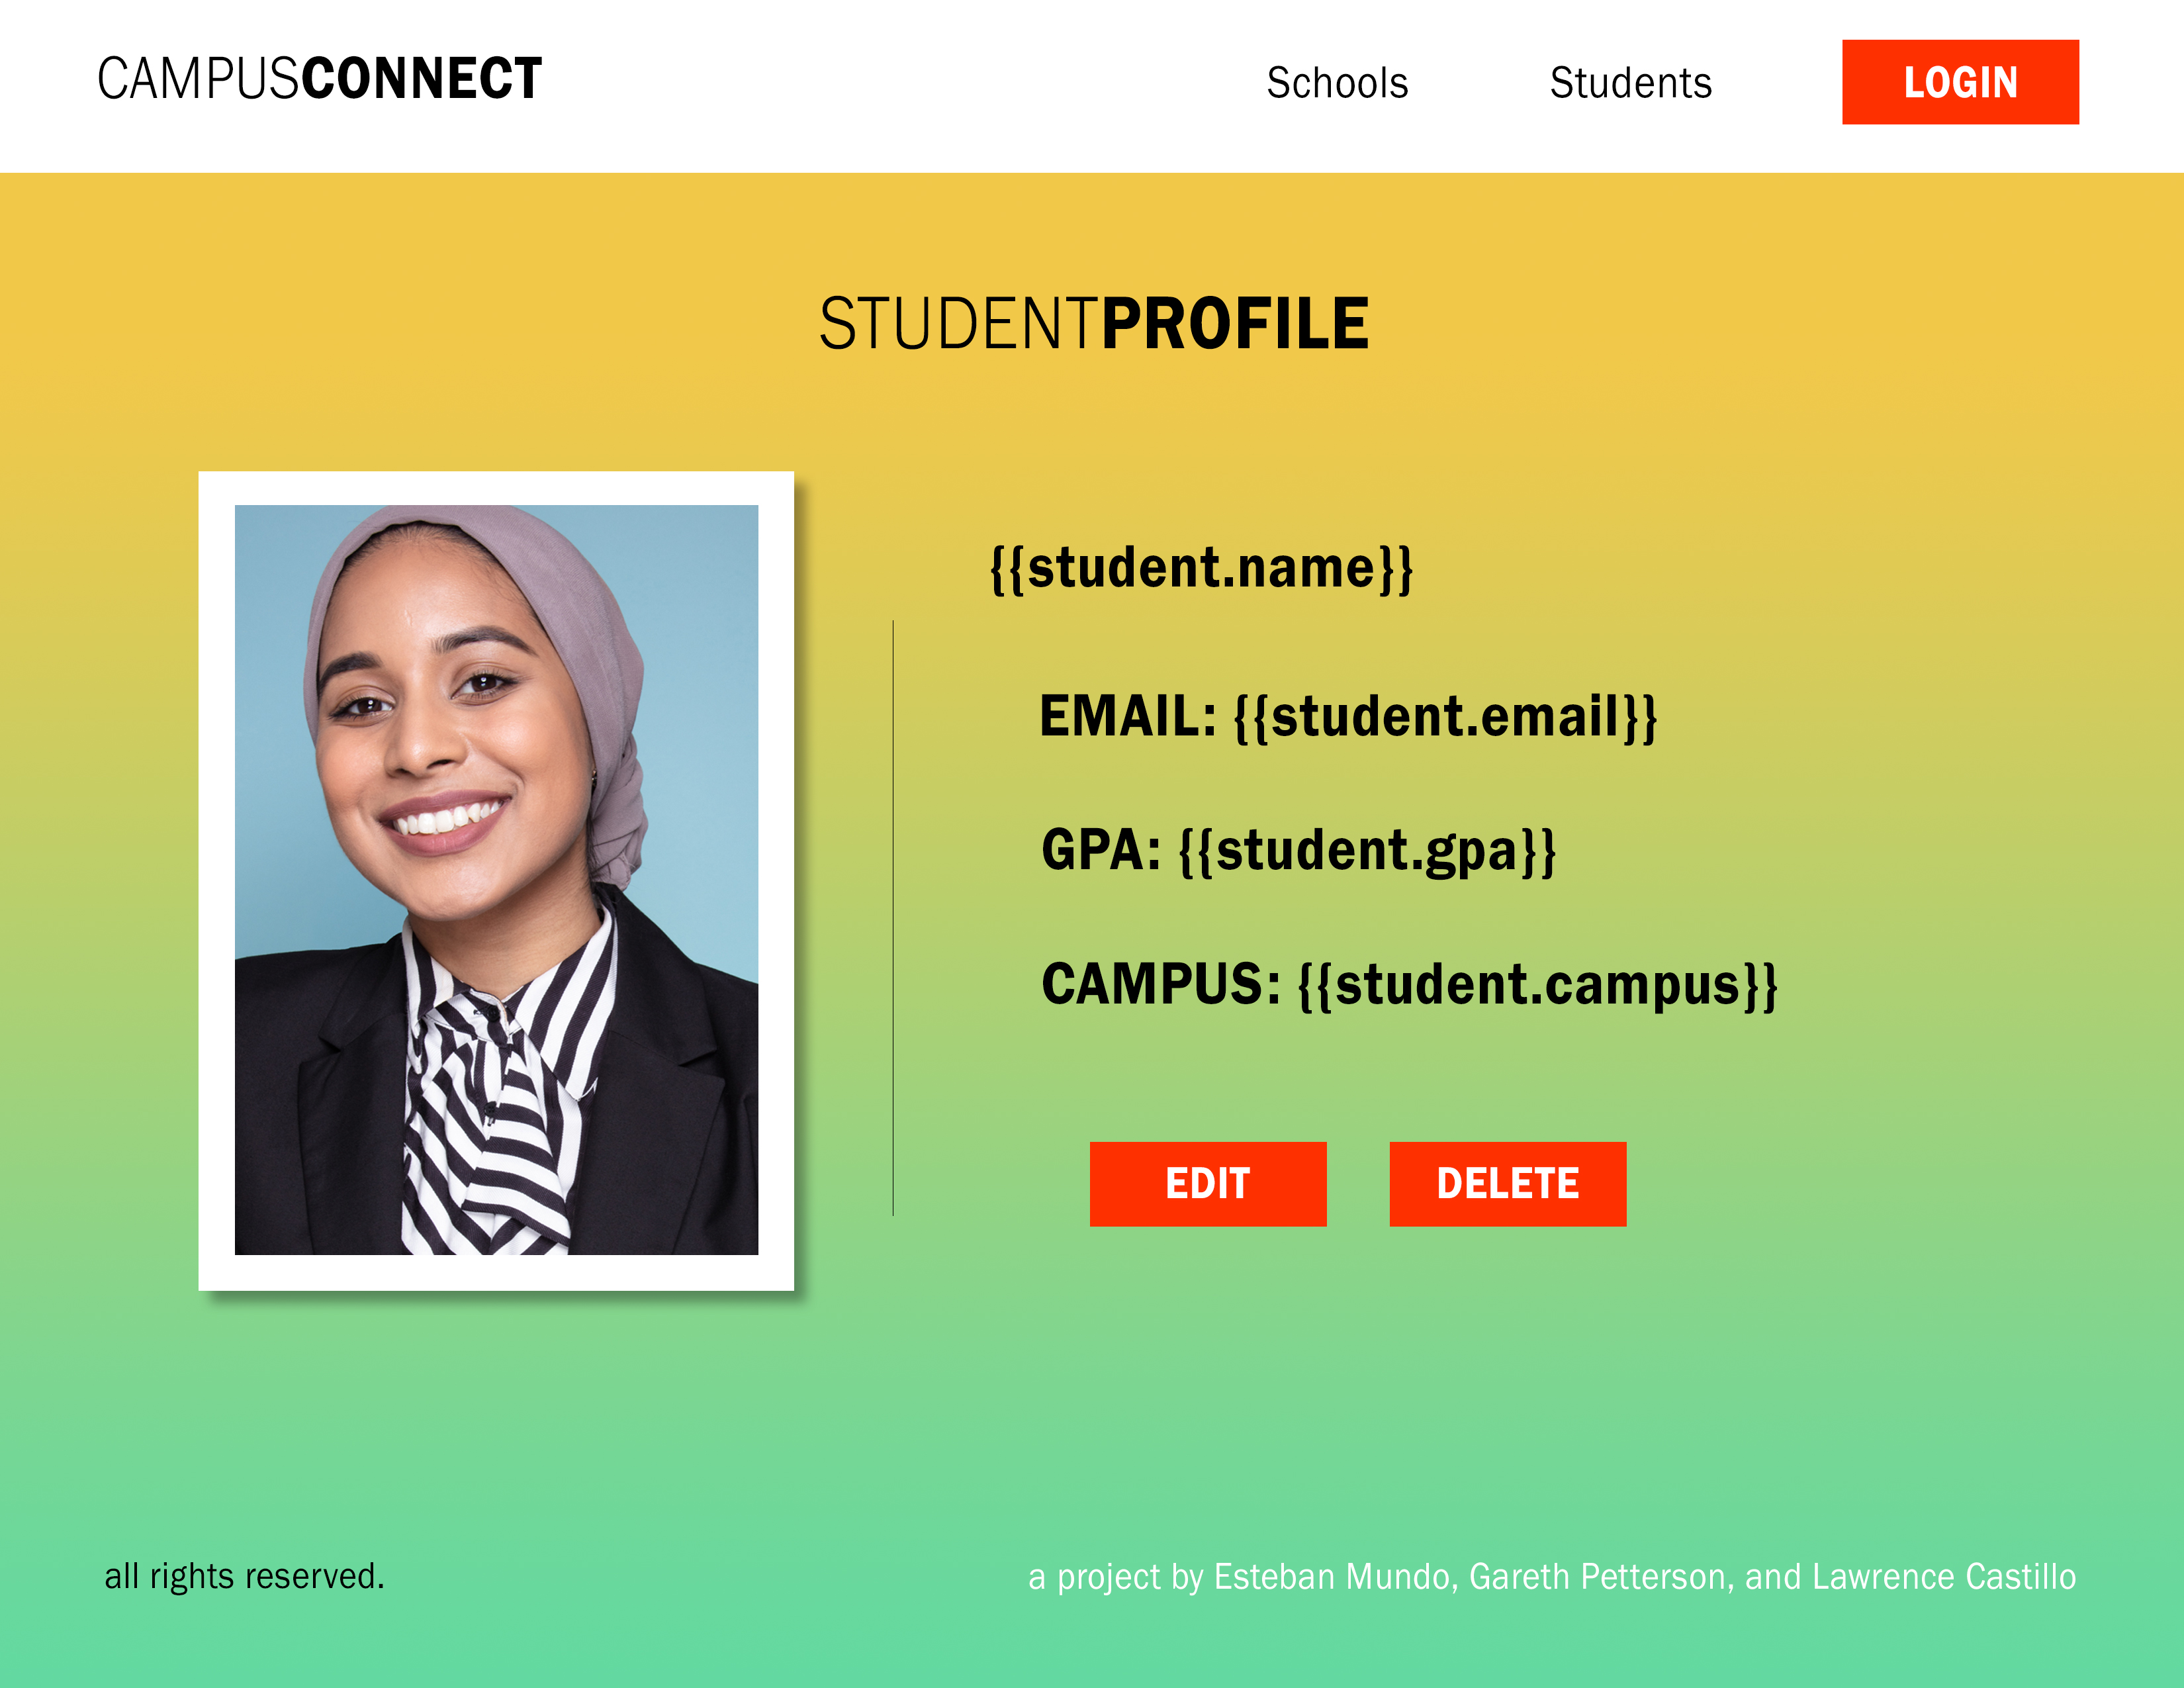 CAMPUSCONNECT
Schools
Students
LOGIN
STUDENTPROFILE
{{student.name}}
EMAIL: {{student.email}}
GPA: {{student.gpa}}
CAMPUS: {{student.campus}}
EDIT
DELETE
all rights reserved.
a project by Esteban Mundo, Gareth Petterson, and Lawrence Castillo